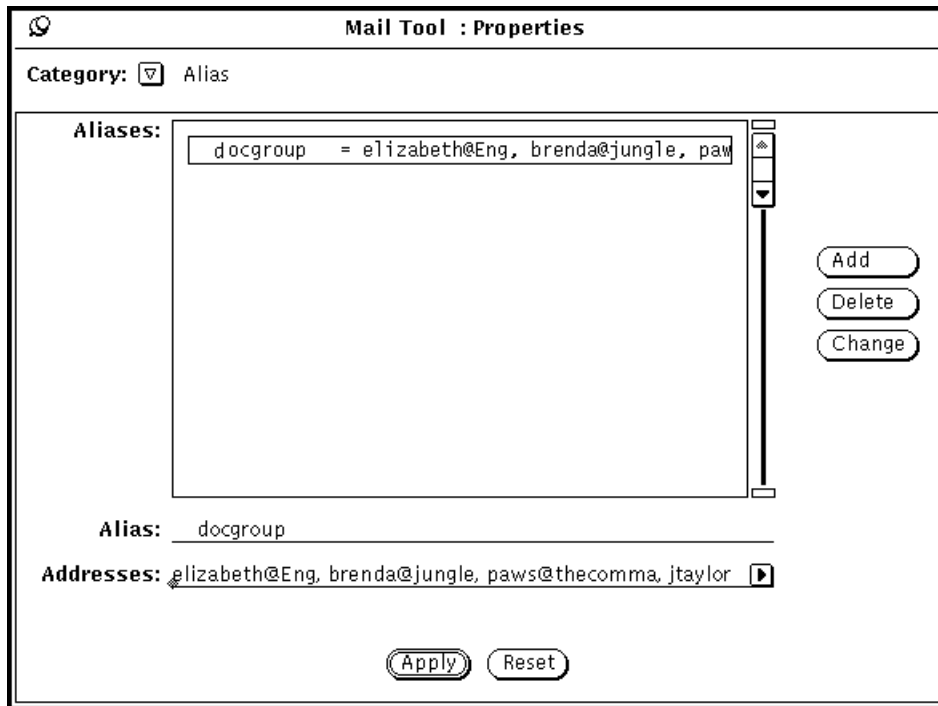 Mail Tool : Properties
Category: Alias
Aliases:
docgroup = elizabeth@Eng, brenda@jungle, paw
Add
Delete
Change
Alias: docgroup
Addresses: elizabeth@Eng, brenda@jungle, paws@thecomma, jtaylor
Apply Reset